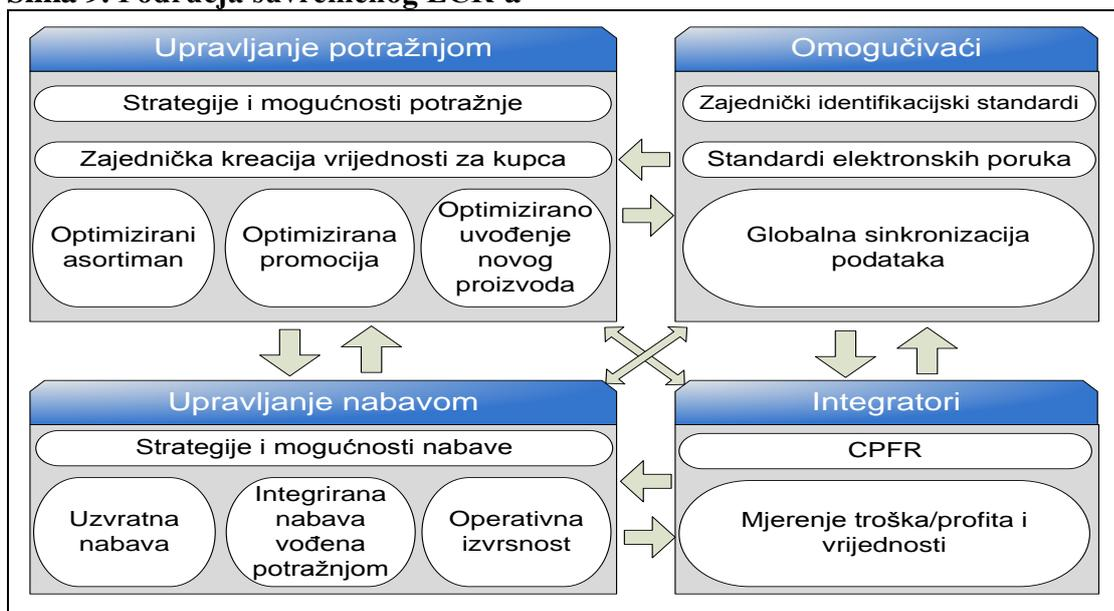 Slika 9. Područja suvremenog ECR-a
Upravljanje potražnjom
Strategije i mogućnosti potražnje
Zajednička kreacija vrijednosti za kupca
Optimizirani
asortiman
Optimizirana
promocija
Optimizirano
uvođenje
novog
proizvoda
Omogučivaći
Zajednički identifikacijski standardi
Standardi elektronskih poruka
Globalna sinkronizacija
podataka
Upravljanje nabavom
Strategije i mogućnosti nabave
Uzvratna
nabava
Integrirana
nabava
vođena
potražnjom
Operativna
izvrsnost
Integratori
CPFR
Mjerenje troška/profita i
vrijednosti